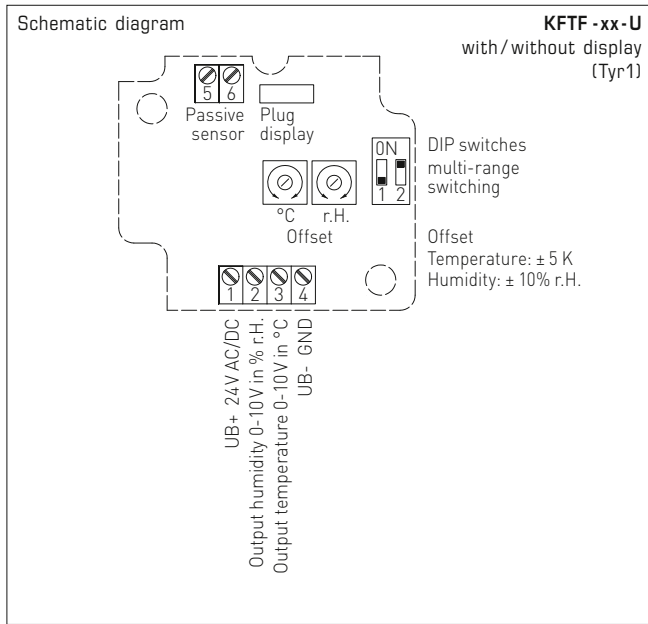 Schematic diagram
KFTF -xx-U
with / without display
(Tyr1)
5 6
Passive
sensor
Plug
display
ON
1 2
DIP switches
multi-range
switching
°C
r.H.
Offset
Offset
Temperature: ± 5 K
Humidity: ± 10% r.H.
1 2 3 4
UB+ 24V AC/DC
Output humidity 0-10V in % r.H.
Output temperature 0-10V in °C
UB- GND